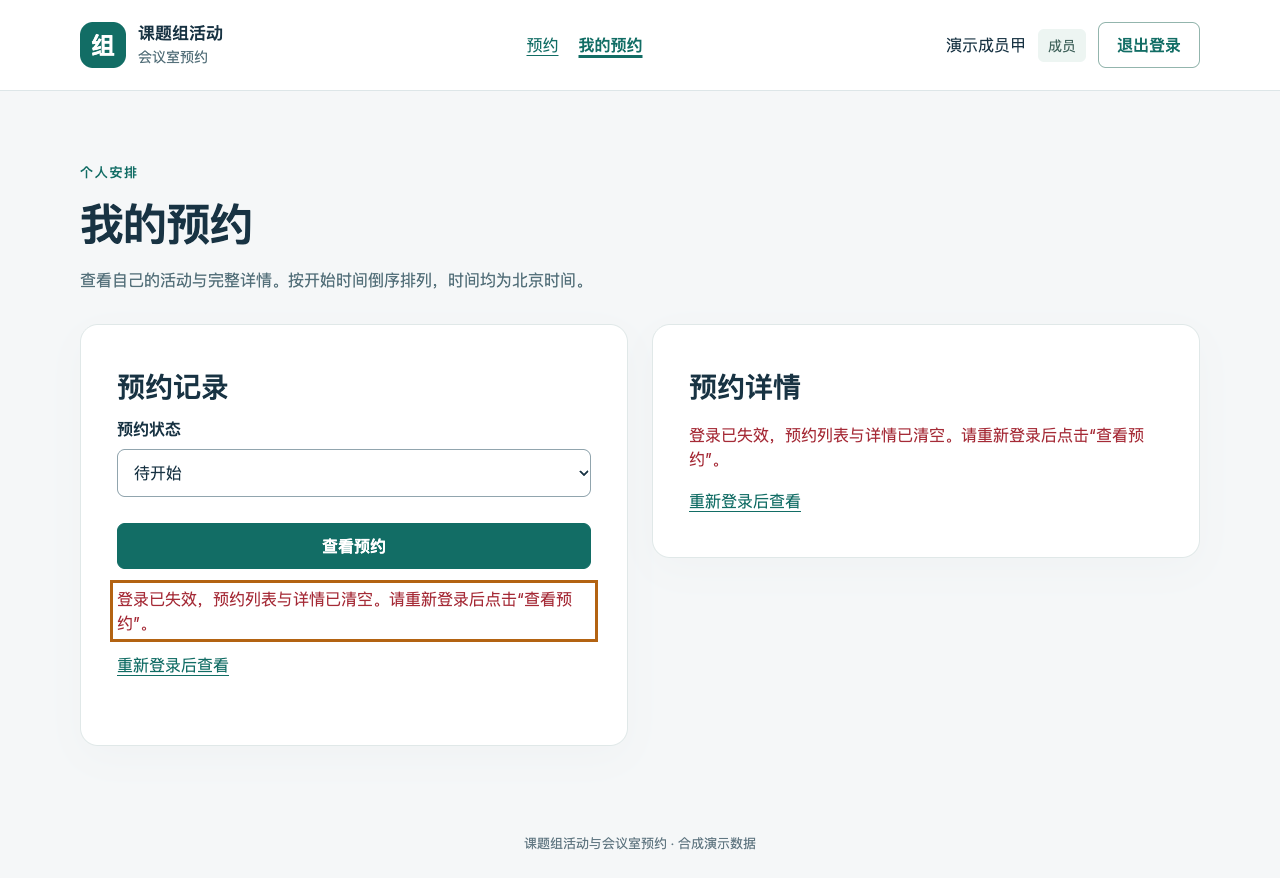 组
课题组活动
会议室预约
预约
我的预约
演示成员甲
成员
退出登录
个人安排
我的预约
查看自己的活动与完整详情。按开始时间倒序排列，时间均为北京时间。
预约记录
预约状态
待开始
查看预约
登录已失效，预约列表与详情已清空。请重新登录后点击“查看预
约”。
重新登录后查看
预约详情
登录已失效，预约列表与详情已清空。请重新登录后点击“查看预
约”。
重新登录后查看
课题组活动与会议室预约 · 合成演示数据